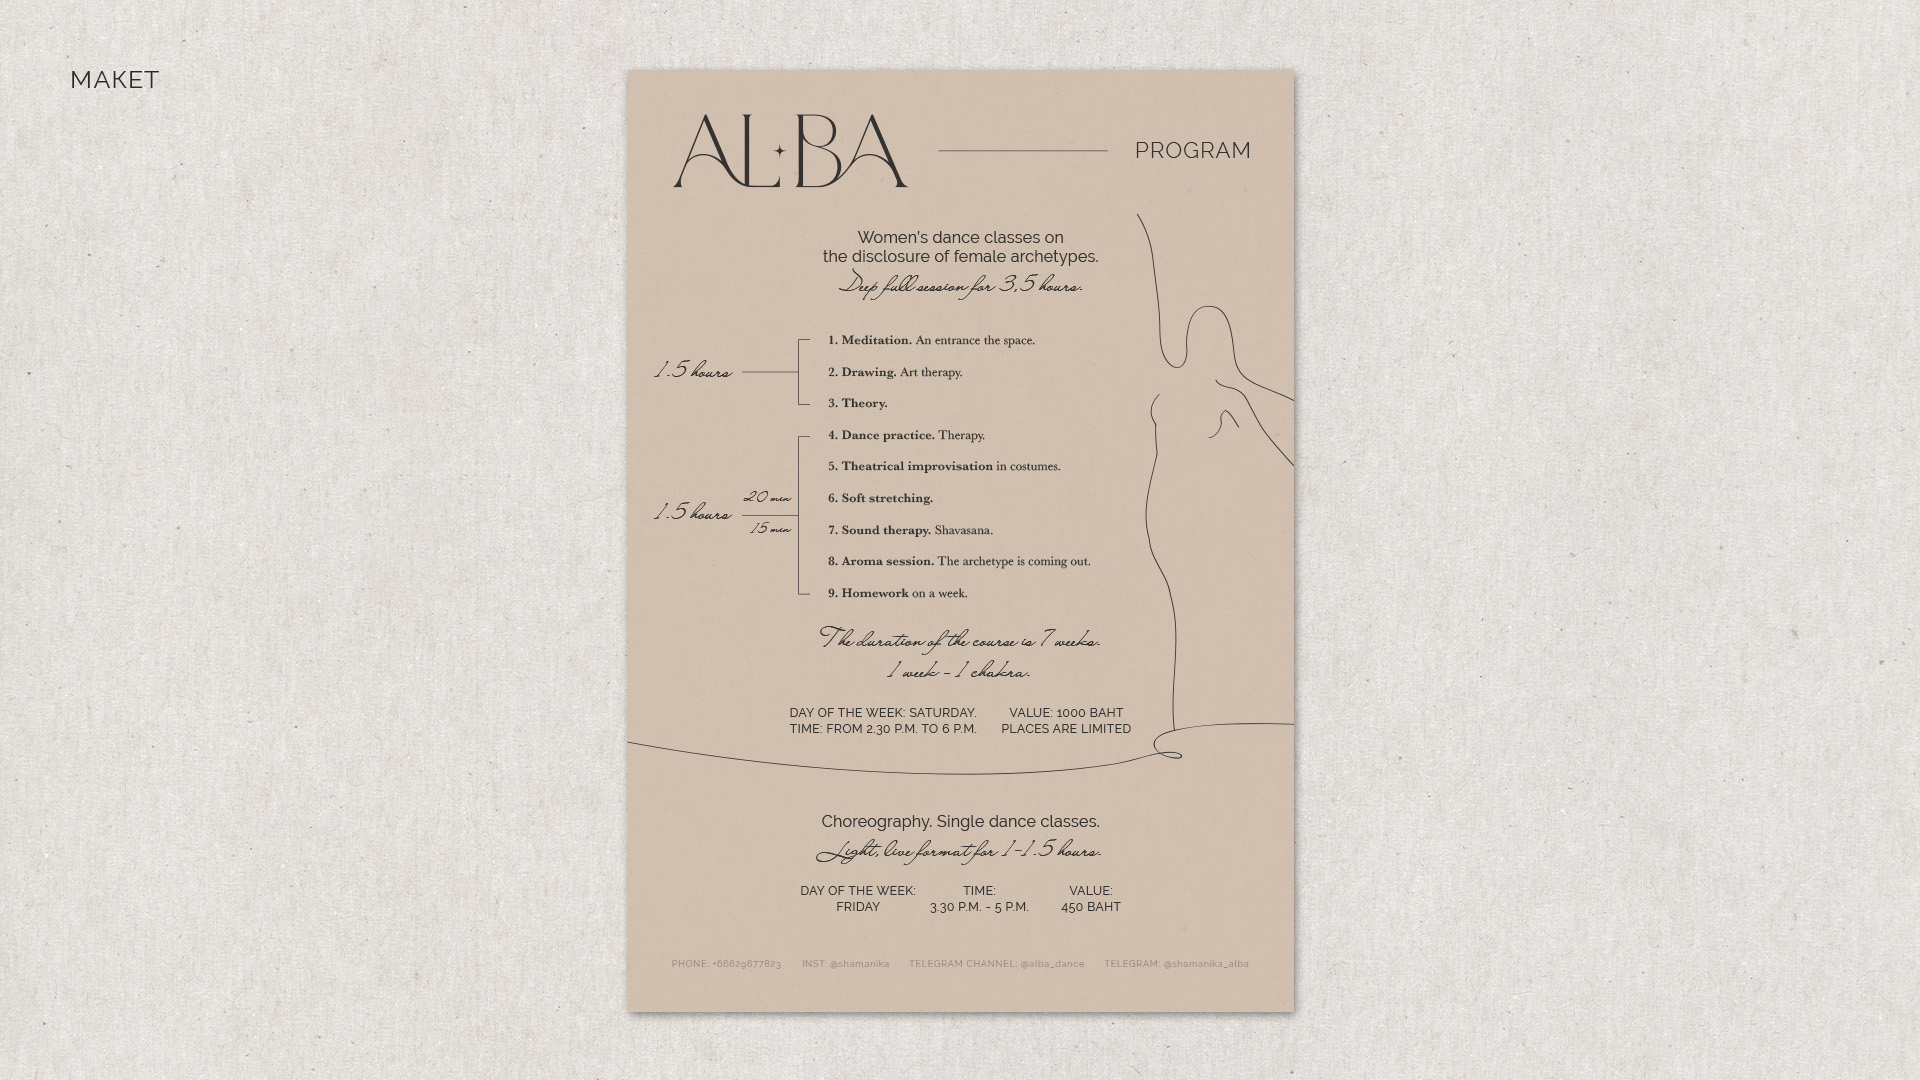 MAKET
AL✦BA
PROGRAM
Women's dance classes on
the disclosure of female archetypes.
Deep full session for 3,5 hours.
1.5 hours
1. Meditation. An entrance the space.
2. Drawing. Art therapy.
3. Theory.
1.5 hours
20 min
15 min
4. Dance practice. Therapy.
5. Theatrical improvisation in costumes.
6. Soft stretching.
7. Sound therapy. Shavasana.
8. Aroma session. The archetype is coming out.
9. Homework on a week.
The duration of the course is 7 weeks.
1 week - 1 chakra.
DAY OF THE WEEK: SATURDAY.
TIME: FROM 2.30 P.M. TO 6 P.M.
VALUE: 1000 BAHT
PLACES ARE LIMITED
Choreography. Single dance classes.
Light, live format for 1-1.5 hours.
DAY OF THE WEEK:
FRIDAY
TIME:
3.30 P.M. - 5 P.M.
VALUE:
450 BAHT
PHONE: +66629677823 INST: @shamanika TELEGRAM CHANNEL: @alba_dance TELEGRAM: @shamanika_alba